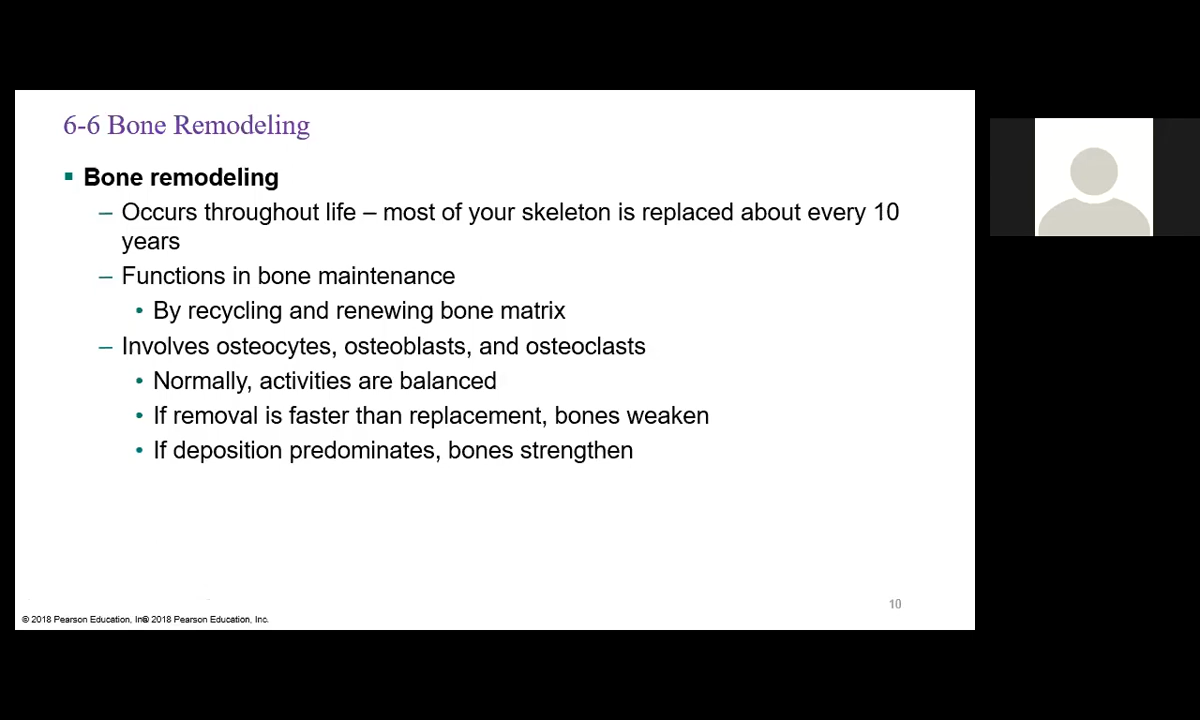 6-6 Bone Remodeling
▪ Bone remodeling
– Occurs throughout life – most of your skeleton is replaced about every 10
years
– Functions in bone maintenance
• By recycling and renewing bone matrix
– Involves osteocytes, osteoblasts, and osteoclasts
• Normally, activities are balanced
• If removal is faster than replacement, bones weaken
• If deposition predominates, bones strengthen
10
© 2018 Pearson Education, In© 2018 Pearson Education, Inc.